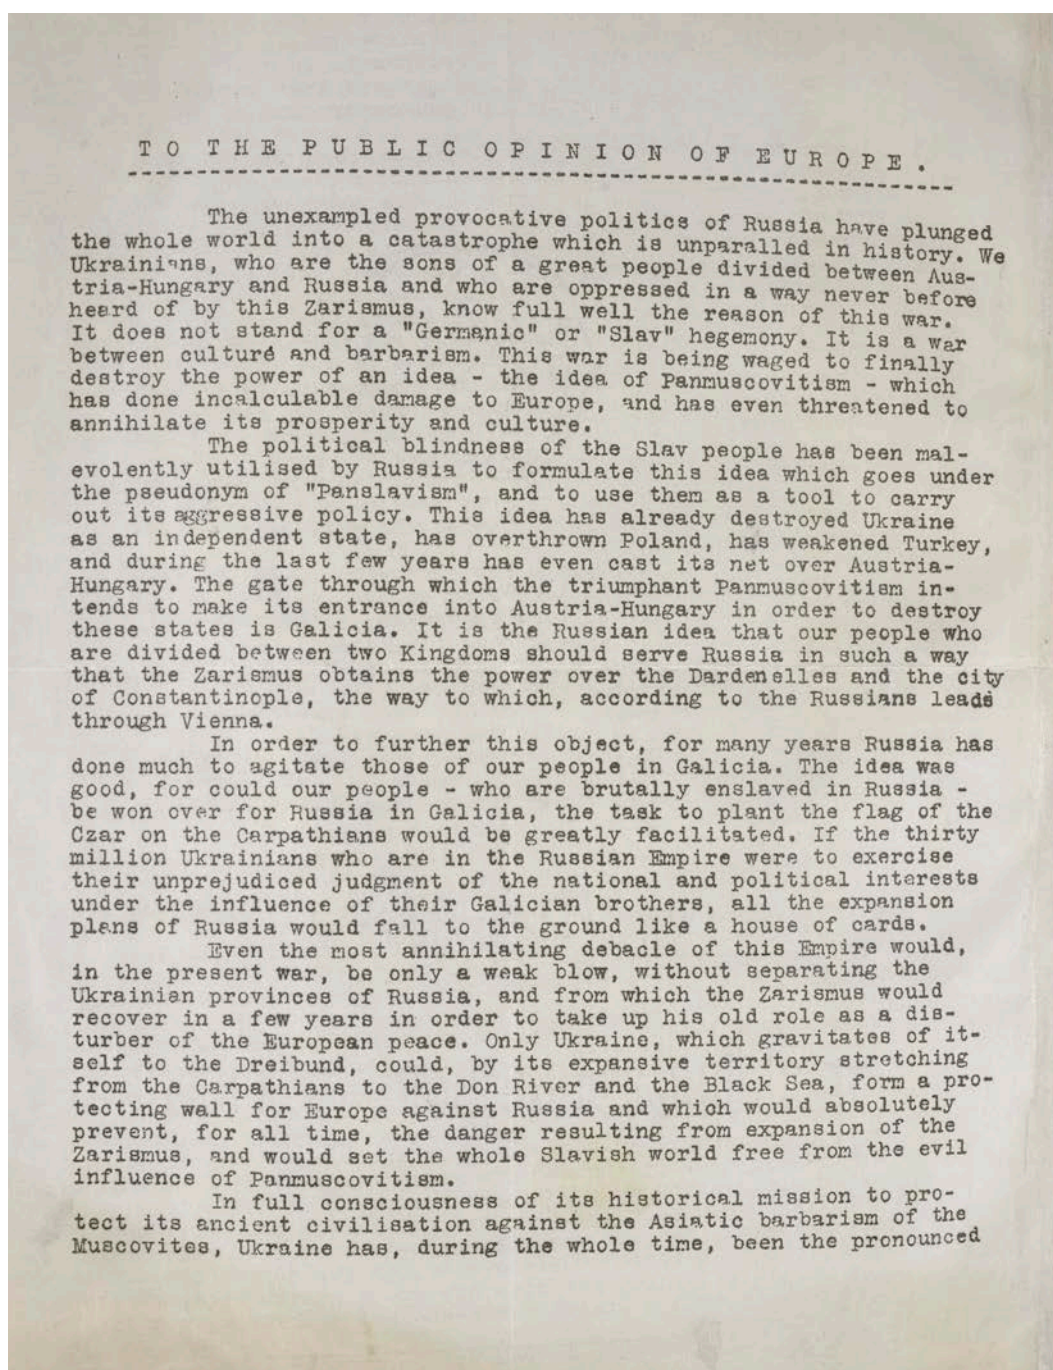 TO THE PUBLIC OPINION OF EUROPE.
The unexampled provocative politics of Russia have plunged
the whole world into a catastrophe which is unparalled in history. We
Ukrainians, who are the sons of a great people divided between Aus-
tria-Hungary and Russia and who are oppressed in a way never before
heard of by this Zarismus, know full well the reason of this war.
It does not stand for a "Germanic" or "Slav" hegemony. It is a war
between culture and barbarism. This war is being waged to finally
destroy the power of an idea - the idea of Panmuscovitism - which
has done incalculable damage to Europe, and has even threatened to
annihilate its prosperity and culture.
The political blindness of the Slav people has been mal-
evolently utilised by Russia to formulate this idea which goes under
the pseudonym of "Panslavism", and to use them as a tool to carry
out its aggressive policy. This idea has already destroyed Ukraine
as an independent state, has overthrown Poland, has weakened Turkey,
and during the last few years has even cast its net over Austria-
Hungary. The gate through which the triumphant Panmuscovitism in-
tends to make its entrance into Austria-Hungary in order to destroy
these states is Galicia. It is the Russian idea that our people who
are divided between two Kingdoms should serve Russia in such a way
that the Zarismus obtains the power over the Dardenelles and the city
of Constantinople, the way to which, according to the Russians leads
through Vienna.
In order to further this object, for many years Russia has
done much to agitate those of our people in Galicia. The idea was
good, for could our people - who are brutally enslaved in Russia -
be won over for Russia in Galicia, the task to plant the flag of the
Czar on the Carpathians would be greatly facilitated. If the thirty
million Ukrainians who are in the Russian Empire were to exercise
their unprejudiced judgment of the national and political interests
under the influence of their Galician brothers, all the expansion
plans of Russia would fall to the ground like a house of cards.
Even the most annihilating debacle of this Empire would,
in the present war, be only a weak blow, without separating the
Ukrainian provinces of Russia, and from which the Zarismus would
recover in a few years in order to take up his old role as a dis-
turber of the European peace. Only Ukraine, which gravitates of it-
self to the Dreibund, could, by its expansive territory stretching
from the Carpathians to the Don River and the Black Sea, form a pro-
tecting wall for Europe against Russia and which would absolutely
prevent, for all time, the danger resulting from expansion of the
Zarismus, and would set the whole Slavish world free from the evil
influence of Panmuscovitism.
In full consciousness of its historical mission to pro-
tect its ancient civilisation against the Asiatic barbarism of the
Muscovites, Ukraine has, during the whole time, been the pronounced